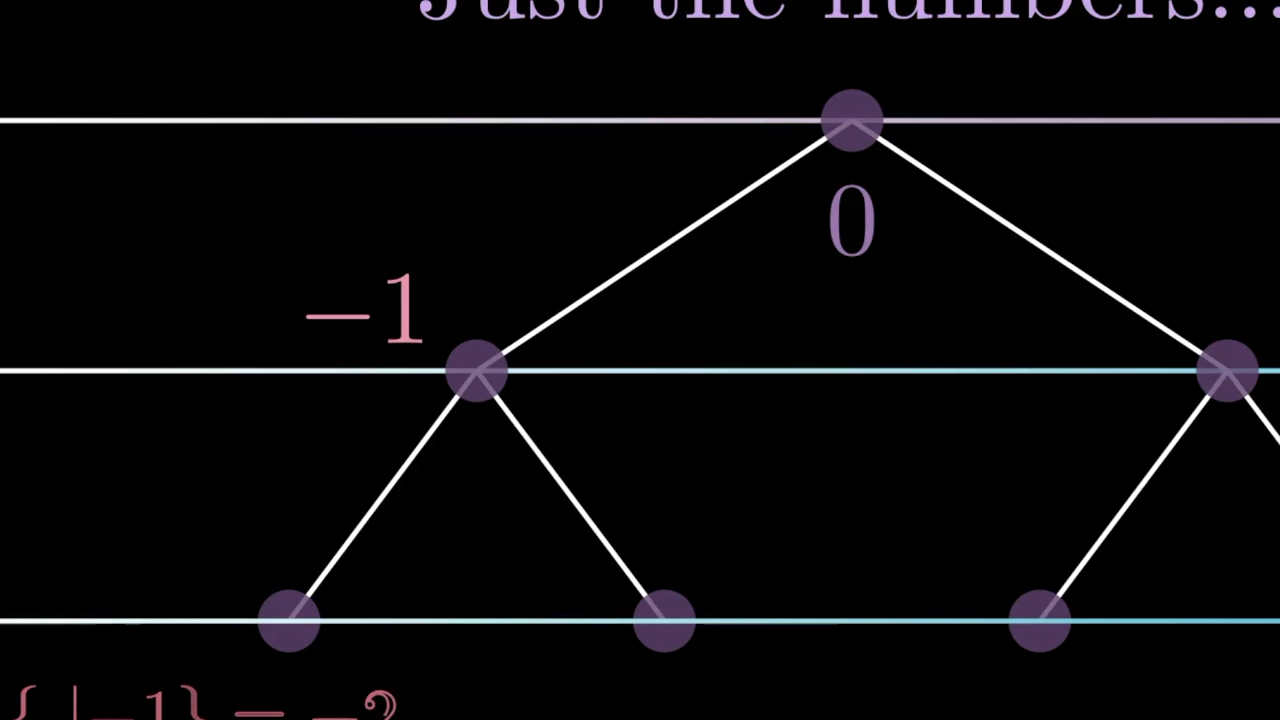 Just the numbers...
0
−1
{ |−1} = −2